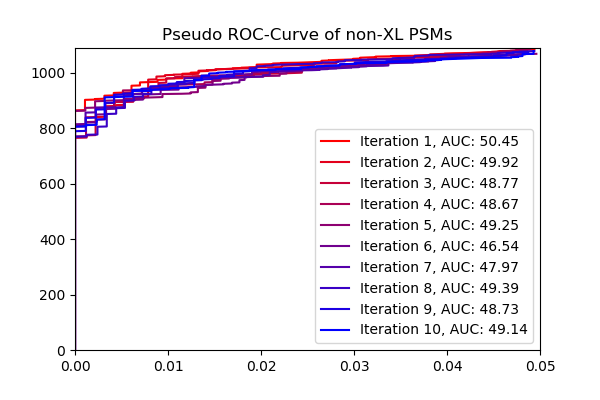 Pseudo ROC-Curve of non-XL PSMs
1000
800
600
400
200
0
Iteration 1, AUC: 50.45
Iteration 2, AUC: 49.92
Iteration 3, AUC: 48.77
Iteration 4, AUC: 48.67
Iteration 5, AUC: 49.25
Iteration 6, AUC: 46.54
Iteration 7, AUC: 47.97
Iteration 8, AUC: 49.39
Iteration 9, AUC: 48.73
Iteration 10, AUC: 49.14
0.00 0.01 0.02 0.03 0.04 0.05